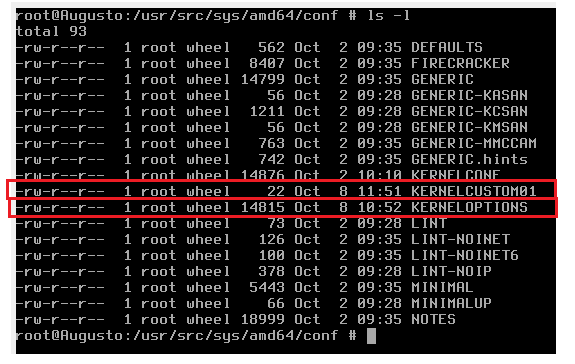 root@Augusto:/usr/src/sys/amd64/conf # ls -l
total 93
-rw-r--r--  1 root wheel   562 Oct  2 09:35 DEFAULTS
-rw-r--r--  1 root wheel  8407 Oct  2 09:35 FIRECRACKER
-rw-r--r--  1 root wheel 14799 Oct  2 09:35 GENERIC
-rw-r--r--  1 root wheel    56 Oct  2 09:28 GENERIC-KASAN
-rw-r--r--  1 root wheel  1211 Oct  2 09:28 GENERIC-KCSAN
-rw-r--r--  1 root wheel    56 Oct  2 09:28 GENERIC-KMSAN
-rw-r--r--  1 root wheel   763 Oct  2 09:35 GENERIC-MMCCAM
-rw-r--r--  1 root wheel   742 Oct  2 09:35 GENERIC.hints
-rw-r--r--  1 root wheel 14876 Oct  2 10:10 KERNELCONF
-rw-r--r--  1 root wheel    22 Oct  8 11:51 KERNELCUSTOM01
-rw-r--r--  1 root wheel 14815 Oct  8 10:52 KERNELOPTIONS
-rw-r--r--  1 root wheel    73 Oct  2 09:28 LINT
-rw-r--r--  1 root wheel   126 Oct  2 09:35 LINT-NOINET
-rw-r--r--  1 root wheel   100 Oct  2 09:35 LINT-NOINET6
-rw-r--r--  1 root wheel   378 Oct  2 09:28 LINT-NOIP
-rw-r--r--  1 root wheel  5443 Oct  2 09:35 MINIMAL
-rw-r--r--  1 root wheel    66 Oct  2 09:28 MINIMALUP
-rw-r--r--  1 root wheel 18999 Oct  2 09:35 NOTES
root@Augusto:/usr/src/sys/amd64/conf #